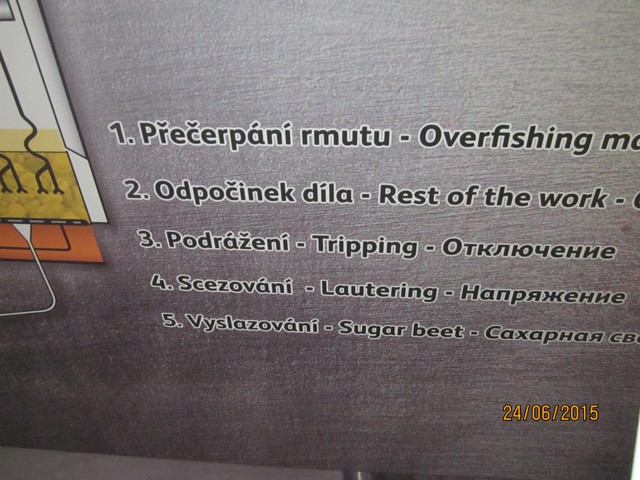 1. Přečerpání rmutu - Overfishing
2. Odpočinek díla - Rest of the work -
3. Podrážení - Tripping - Отключение
4. Scezování - Lautering - Напряжение
5. Vyslazování - Sugar beet - Сахарная
24/06/2015